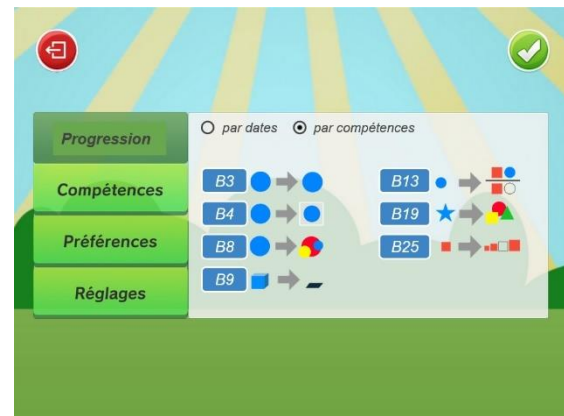 par dates par compétences
Progression
Compétences
Préférences
Réglages
B3
B4
B8
B9
B13
B19
B25